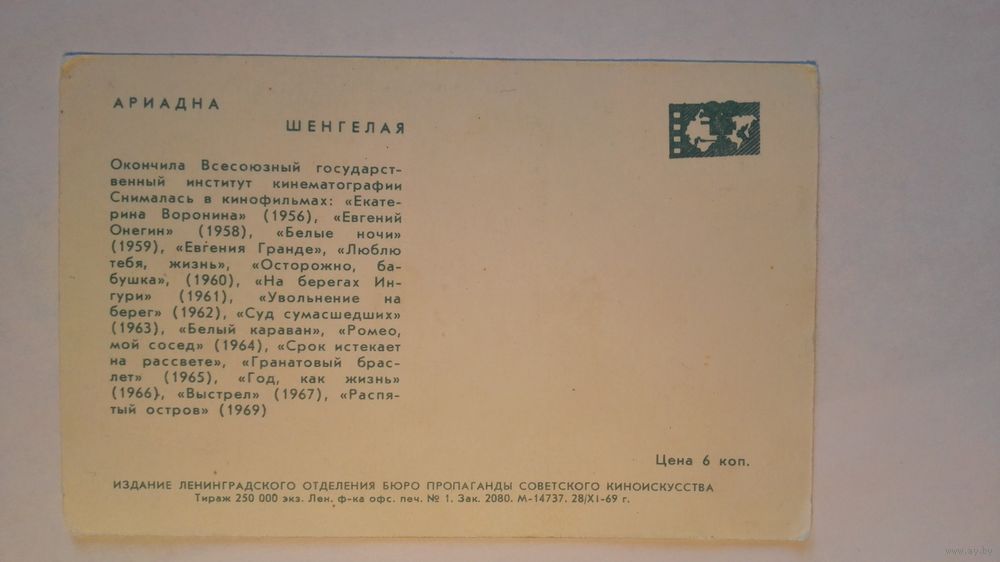 АРИАДНА
ШЕНГЕЛАЯ
Окончила Всесоюзный государст-
венный институт кинематографии
Снималась в кинофильмах: «Екате-
рина Воронина» (1956), «Евгений
Онегин» (1958), «Белые ночи»
(1959), «Евгения Гранде», «Люблю
тебя, жизнь», «Осторожно, ба-
бушка», (1960), «На берегах Ин-
гури» (1961), «Увольнение на
берег» (1962), «Суд сумасшедших»
(1963), «Белый караван», «Ромео,
мой сосед» (1964), «Срок истекает
на рассвете», «Гранатовый брас-
лет» (1965), «Год, как жизнь»
(1966), «Выстрел» (1967), «Распя-
тый остров» (1969)
Цена 6 коп.
ИЗДАНИЕ ЛЕНИНГРАДСКОГО ОТДЕЛЕНИЯ БЮРО ПРОПАГАНДЫ СОВЕТСКОГО КИНОИСКУССТВА
Тираж 250 000 экз. Лен. ф-ка офс. печ. № 1. Зак. 2080. М-14737. 28/XI-69 г.
www.ay.by